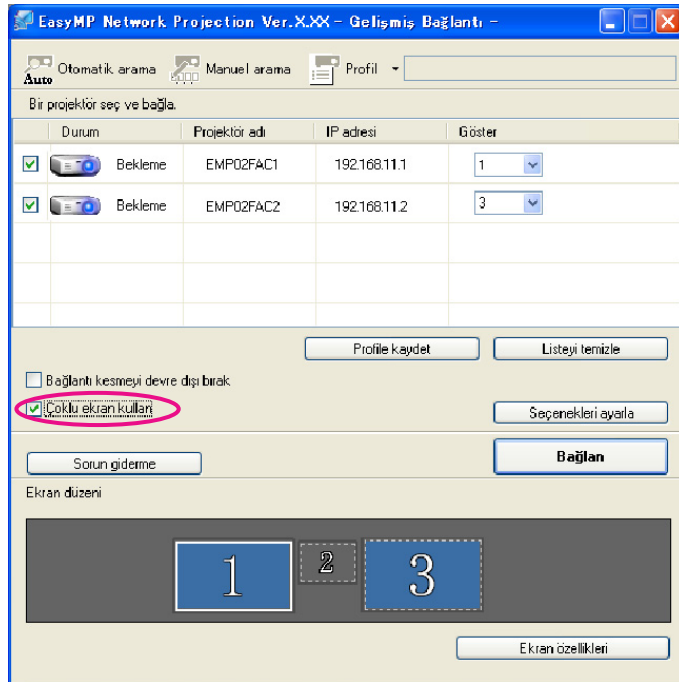 EasyMP Network Projection Ver.X.XX - Gelişmiş Bağlantı -
Auto Otomatik arama Manuel arama Profil
Bir projektör seç ve bağla.
Durum Projektör adı IP adresi Göster
Bekleme EMP02FAC1 192.168.11.1 1
Bekleme EMP02FAC2 192.168.11.2 3
Profile kaydet Listeyi temizle
Bağlantı kesmeyi devre dışı bırak
Çoklu ekran kullan Seçenekleri ayarla
Sorun giderme Bağlan
Ekran düzeni
1 2 3
Ekran özellikleri